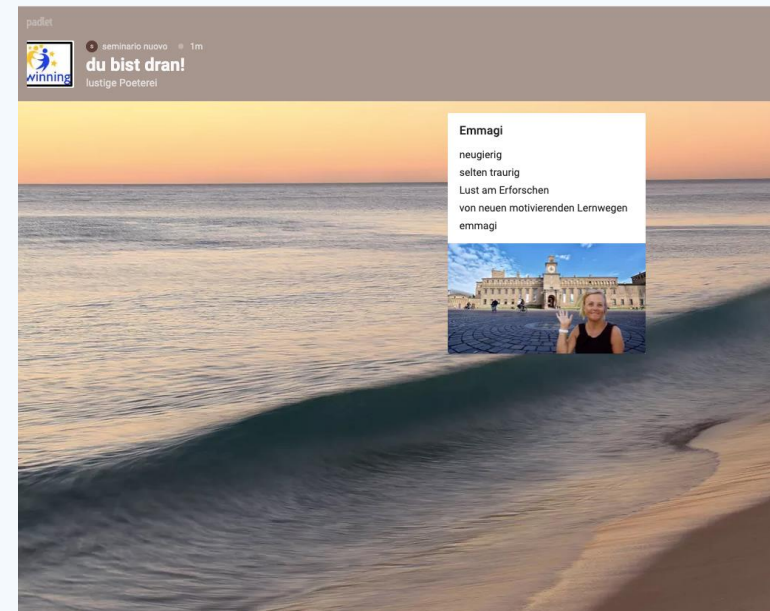 padlet
s seminario nuovo 1m
du bist dran!
lustige Poeterei
winning
Emmagi
neugierig
selten traurig
Lust am Erforschen
von neuen motivierenden Lernwegen
emmagi